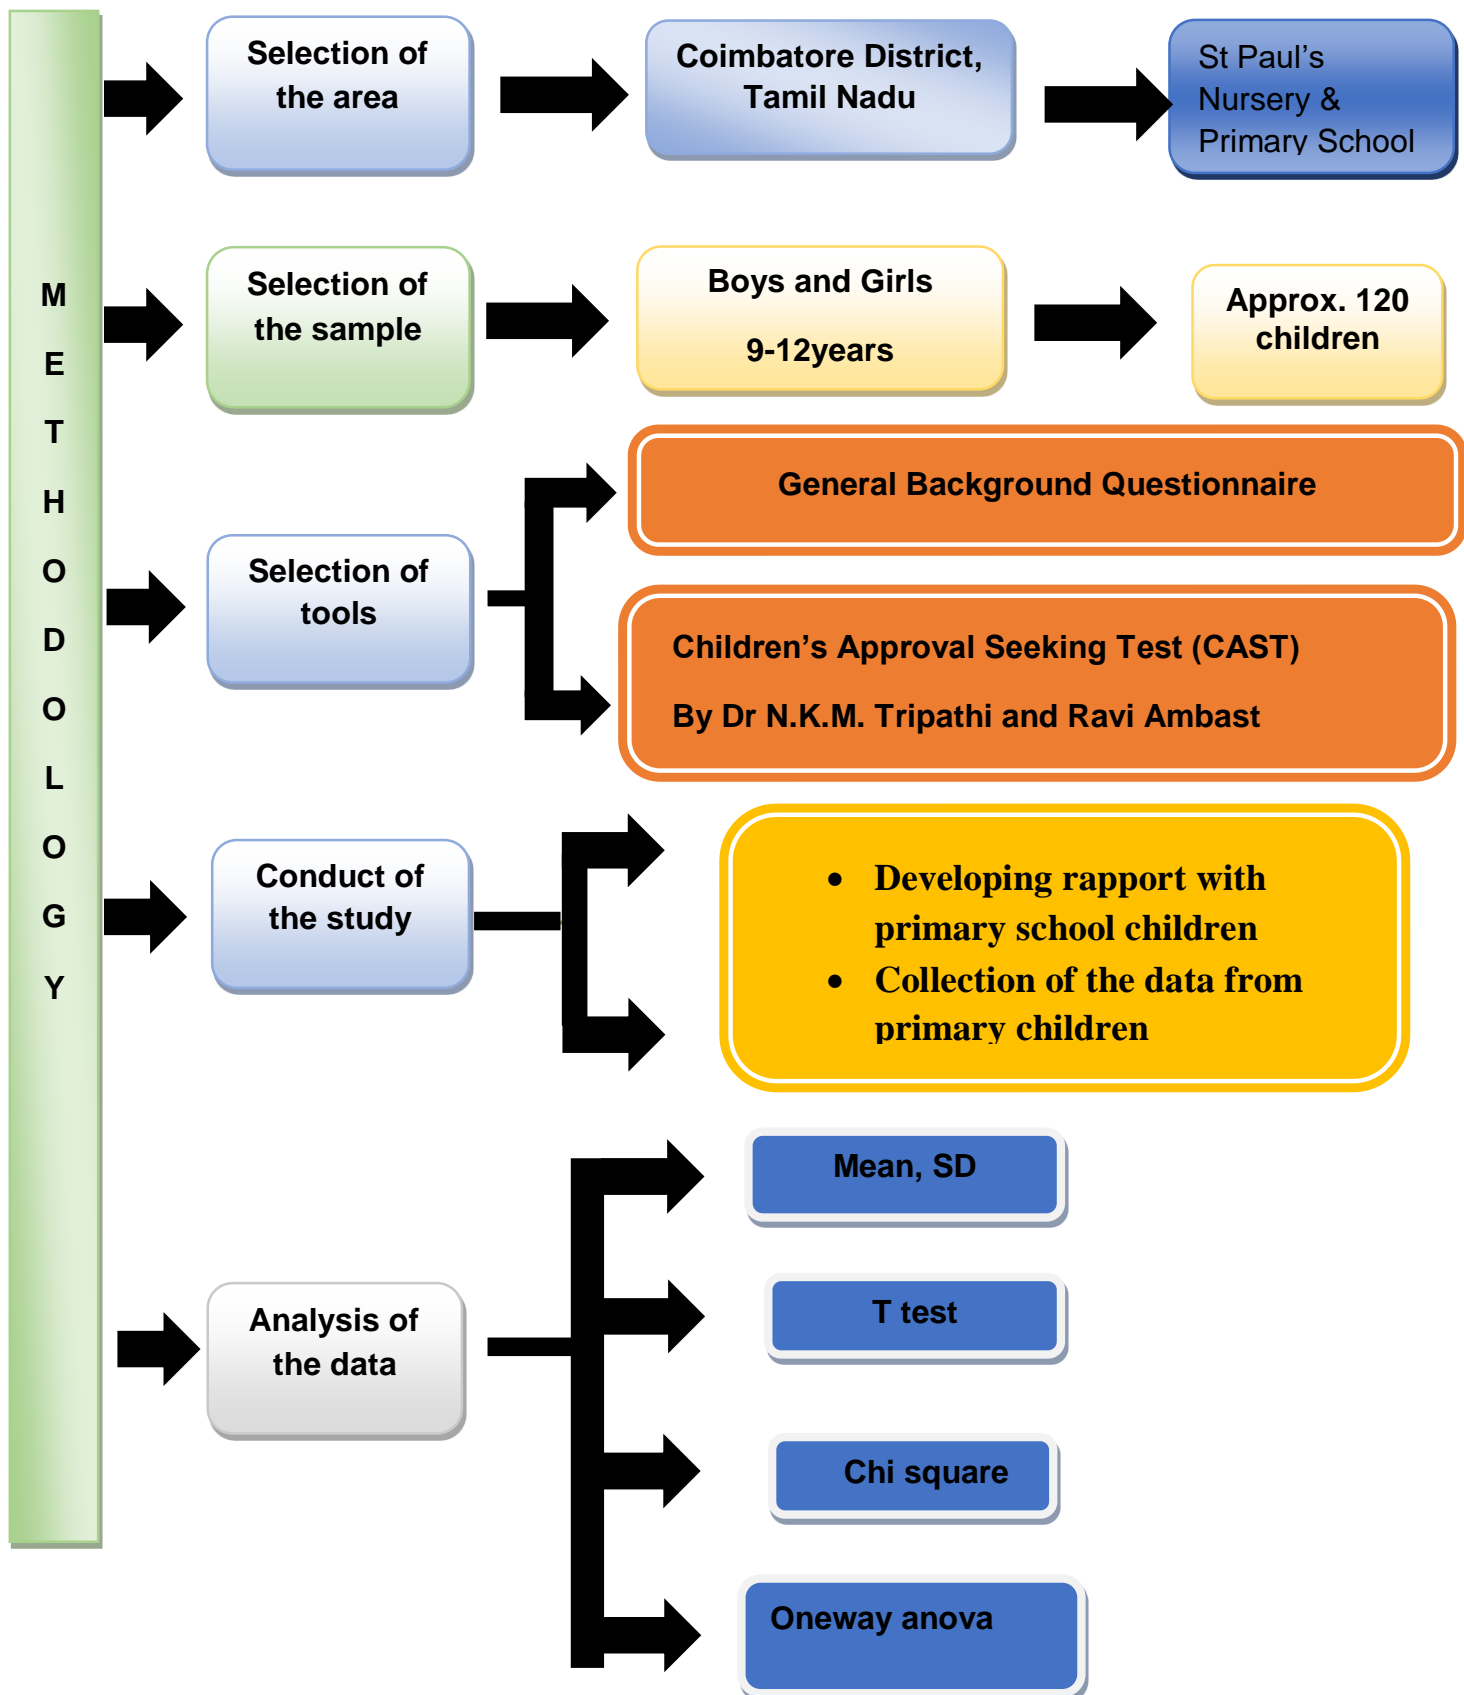 M
E
T
H
O
D
O
L
O
G
Y
Selection of
the area
Coimbatore District,
Tamil Nadu
St Paul’s
Nursery &
Primary School
Selection of
the sample
Boys and Girls
9-12years
Approx. 120
children
Selection of
tools
General Background Questionnaire
Children’s Approval Seeking Test (CAST)
By Dr N.K.M. Tripathi and Ravi Ambast
Conduct of
the study
• Developing rapport with
primary school children
• Collection of the data from
primary children
Analysis of
the data
Mean, SD
T test
Chi square
Oneway anova